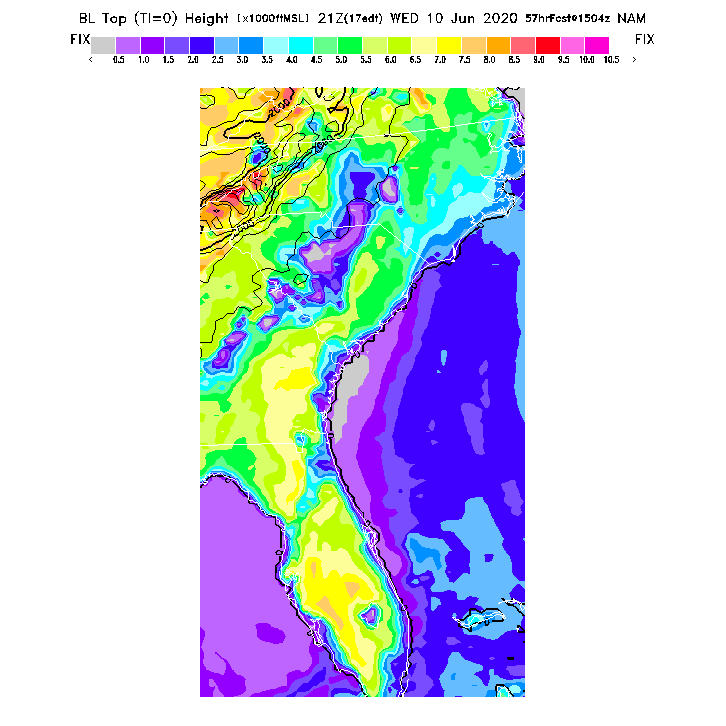 BL Top (TI=0) Height [x1000ftMSL] 21Z(17edt) WED 10 Jun 2020 57hrFcst@1504z NAM
FIX FIX
< 0.5 1.0 1.5 2.0 2.5 3.0 3.5 4.0 4.5 5.0 5.5 6.0 6.5 7.0 7.5 8.0 8.5 9.0 9.5 10.0 10.5 >
2000